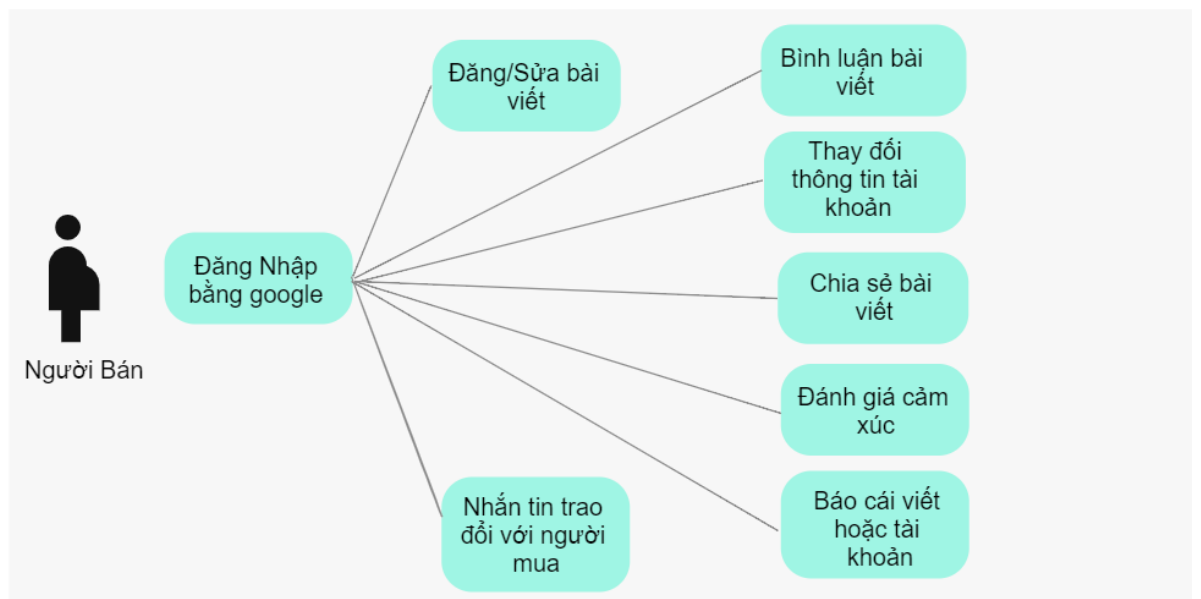 Đăng/Sửa bài
viết
Bình luận bài
viết
Thay đổi
thông tin tài
khoản
Đăng Nhập
bằng google
Chia sẻ bài
viết
Người Bán
Đánh giá cảm
xúc
Nhắn tin trao
đổi với người
mua
Báo cái viết
hoặc tài
khoản